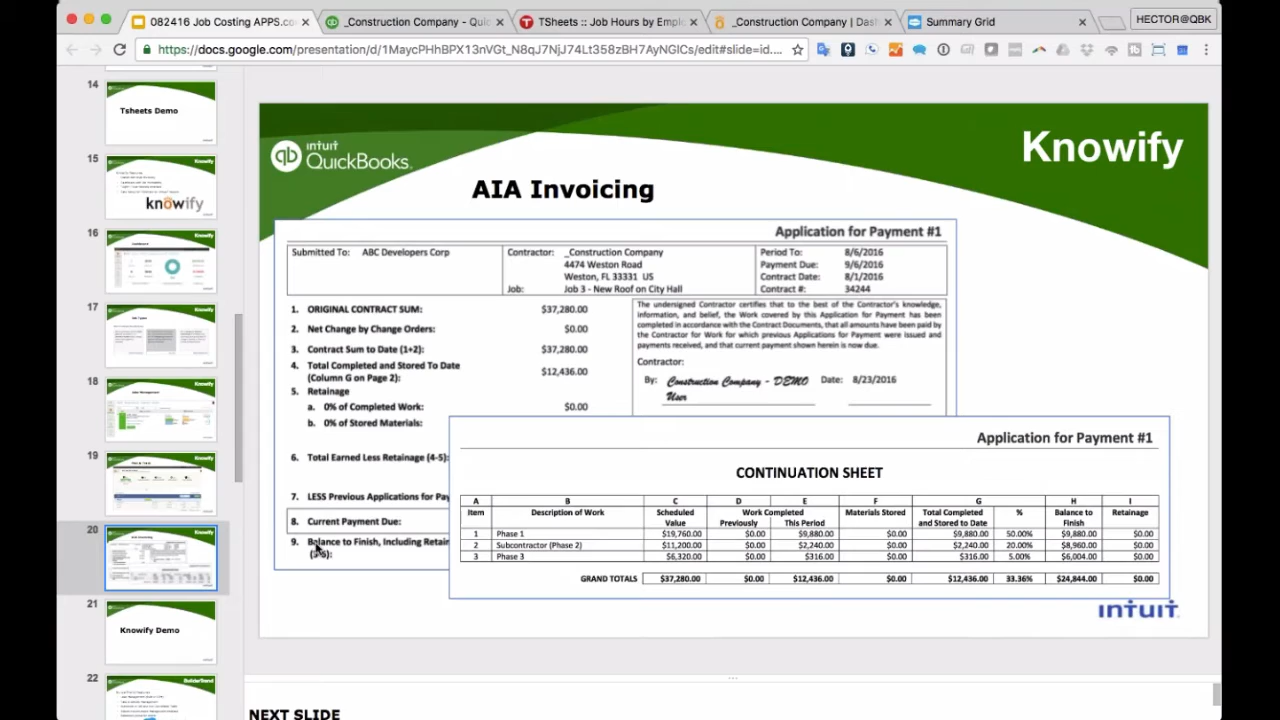 082416 Job Costing APPS.co
_Construction Company - Quic
TSheets :: Job Hours by Emplo
_Construction Company | Dash
Summary Grid
HECTOR@QBK
https://docs.google.com/presentation/d/1MaycPHhBPX13nVGt_N8qJ7NjJ74Lt358zBH7AyNGlCs/edit#slide=id....
14
Tsheets Demo
15
Knowify
knowify
16
Knowify
17
Knowify
18
Knowify
19
Knowify
20
Knowify
AIA Invoicing
21
Knowify Demo
22
BuilderTrend
intuit
QuickBooks.
Knowify
AIA Invoicing
Application for Payment #1
Submitted To: ABC Developers Corp
Contractor: _Construction Company
4474 Weston Road
Weston, FL 33331 US
Job: Job 3 - New Roof on City Hall
Period To: 8/6/2016
Payment Due: 9/6/2016
Contract Date: 8/1/2016
Contract #: 34244
1. ORIGINAL CONTRACT SUM: $37,280.00
2. Net Change by Change Orders: $0.00
3. Contract Sum to Date (1+2): $37,280.00
4. Total Completed and Stored To Date
(Column G on Page 2): $12,436.00
5. Retainage
a. 0% of Completed Work: $0.00
b. 0% of Stored Materials:
6. Total Earned Less Retainage (4-5):
7. LESS Previous Applications for Pay
8. Current Payment Due:
9. Balance to Finish, Including Retain
The undersigned Contractor certifies that to the best of the Contractor's knowledge,
information, and belief, the Work covered by this Application for Payment has been
completed in accordance with the Contract Documents, that all amounts have been paid by
the Contractor for Work for which previous Applications for Payment were issued and
payments received, and that current payment shown herein is now due.
Contractor:
By: Construction Company - DEMO Date: 8/23/2016
User
Application for Payment #1
CONTINUATION SHEET
A B C D E F G H I
Item Description of Work Scheduled Value Work Completed Previously This Period Materials Stored Total Completed and Stored To Date % Balance to Finish Retainage
1 Phase 1 $19,760.00 $0.00 $9,880.00 $0.00 $9,880.00 50.00% $9,880.00 $0.00
2 Subcontractor (Phase 2) $11,200.00 $0.00 $2,240.00 $0.00 $2,240.00 20.00% $8,960.00 $0.00
3 Phase 3 $6,320.00 $0.00 $316.00 $0.00 $316.00 5.00% $6,004.00 $0.00
GRAND TOTALS $37,280.00 $0.00 $12,436.00 $0.00 $12,436.00 33.36% $24,844.00 $0.00
intuit
NEXT SLIDE